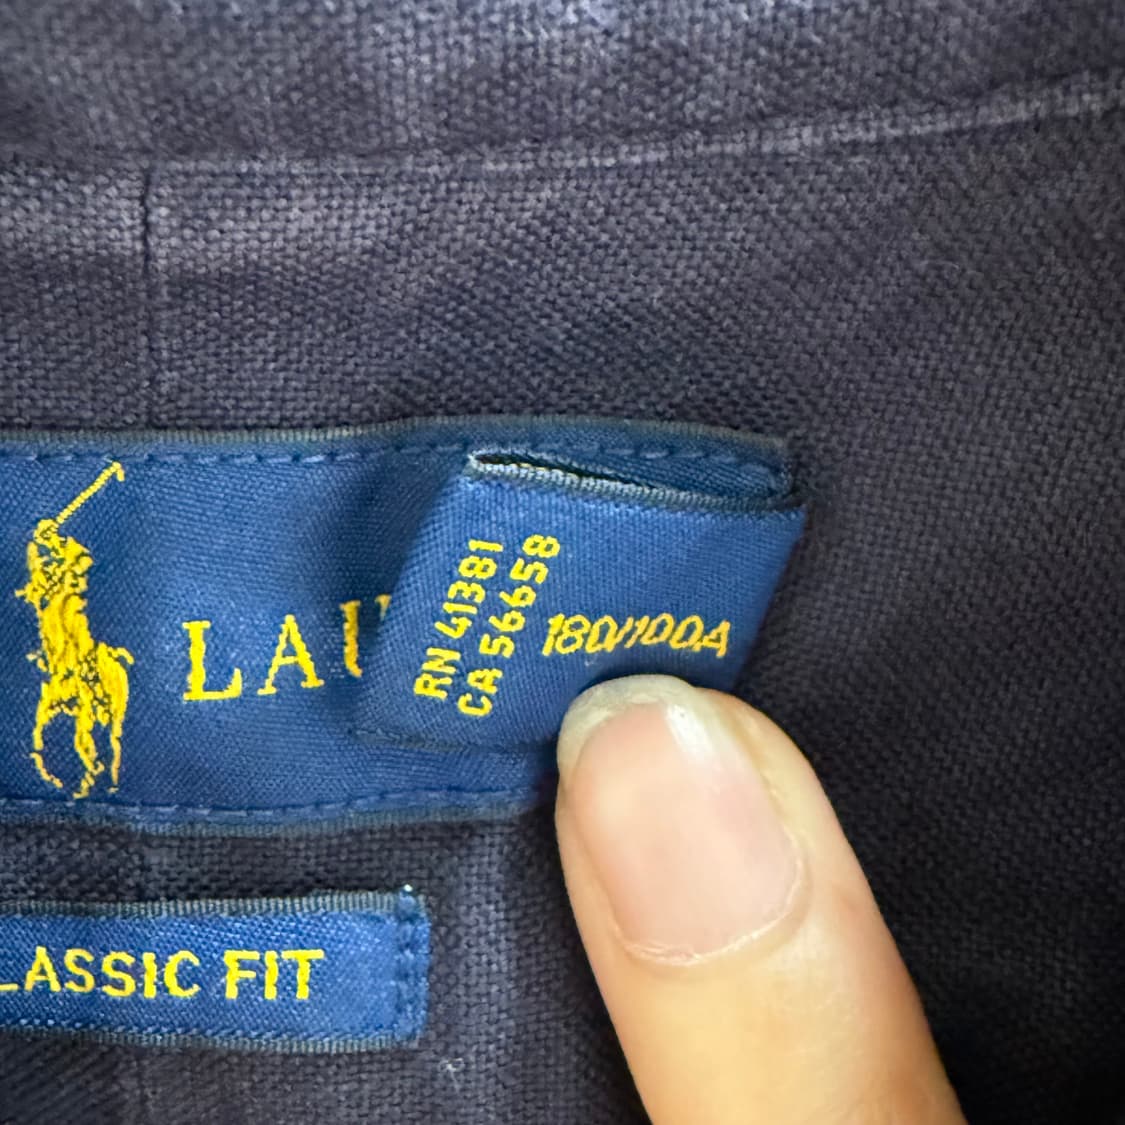 LAU
RN 41381
CA 56658
180/100A
LASSIC FIT